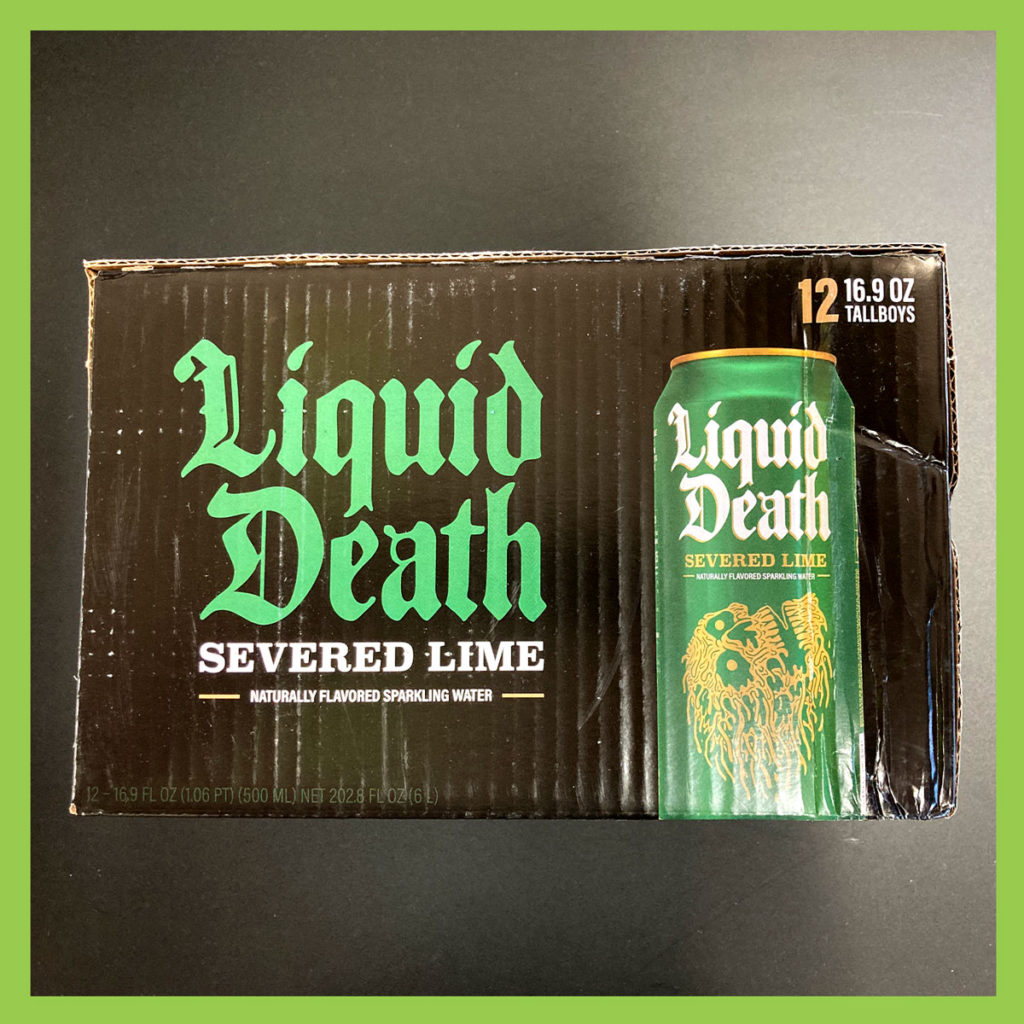 12 16.9 OZ
TALLBOYS
Liquid
Death
SEVERED LIME
NATURALLY FLAVORED SPARKLING WATER
12 – 16.9 FL OZ (1.06 PT) (500 ML) NET 202.8 FL OZ (6 L)
Liquid
Death
SEVERED LIME
NATURALLY FLAVORED SPARKLING WATER